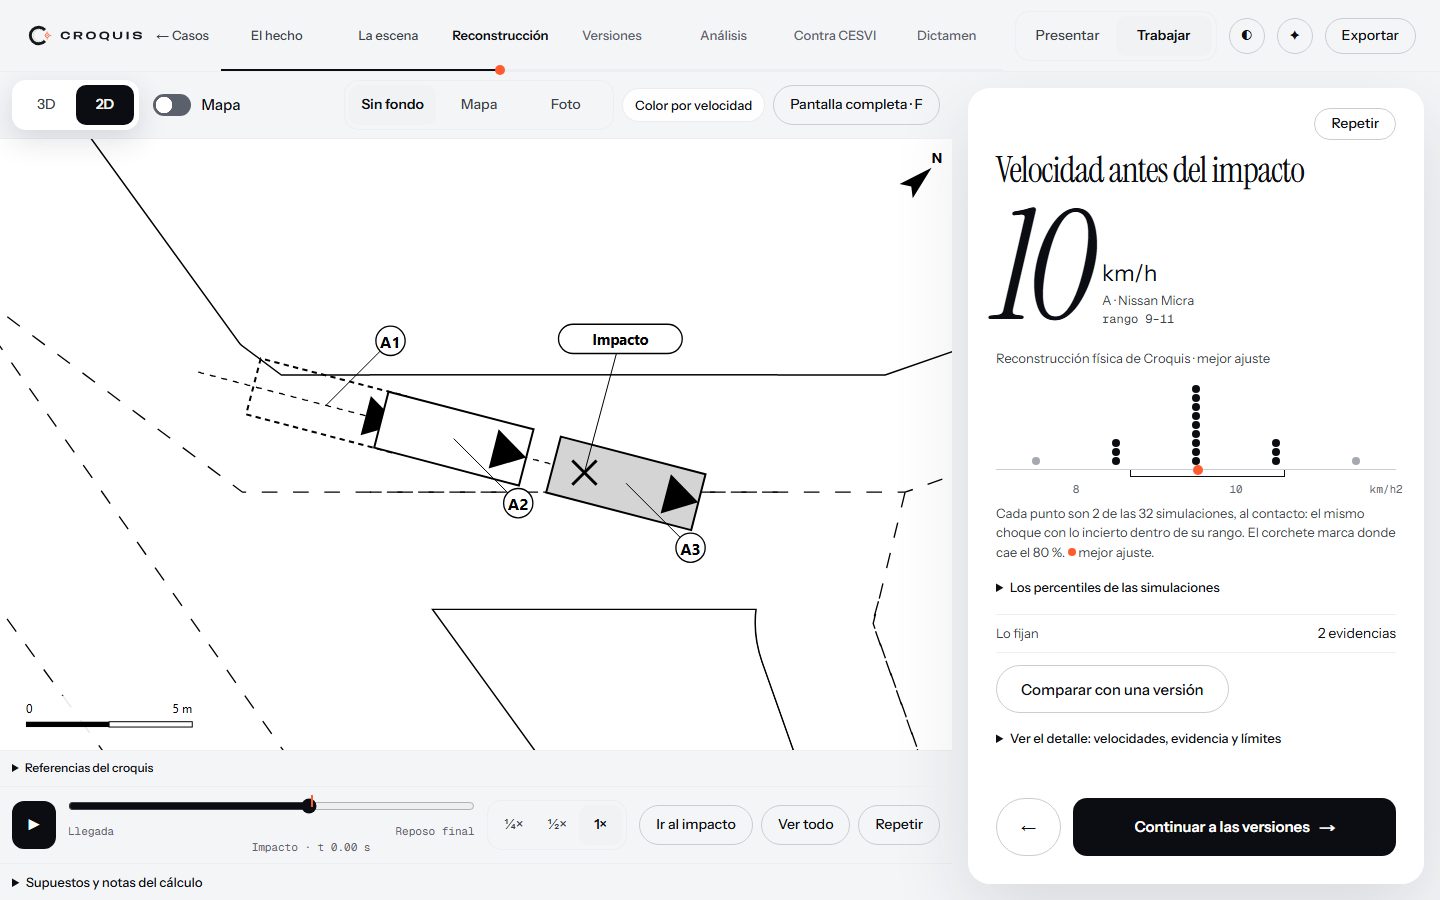 CROQUIS
← Casos
El hecho
La escena
Reconstrucción
Versiones
Análisis
Contra CESVI
Dictamen
Presentar
Trabajar
Exportar
3D
2D
Mapa
Sin fondo
Mapa
Foto
Color por velocidad
Pantalla completa · F
N
A1
Impacto
A2
A3
0
5 m
Referencias del croquis
Llegada
Reposo final
Impacto · t 0.00 s
¼×
½×
1×
Ir al impacto
Ver todo
Repetir
Supuestos y notas del cálculo
Repetir
Velocidad antes del impacto
10
km/h
A · Nissan Micra
rango 9–11
Reconstrucción física de Croquis · mejor ajuste
8
10
km/h2
Cada punto son 2 de las 32 simulaciones, al contacto: el mismo
choque con lo incierto dentro de su rango. El corchete marca donde
cae el 80 %. mejor ajuste.
Los percentiles de las simulaciones
Lo fijan
2 evidencias
Comparar con una versión
Ver el detalle: velocidades, evidencia y límites
←
Continuar a las versiones →